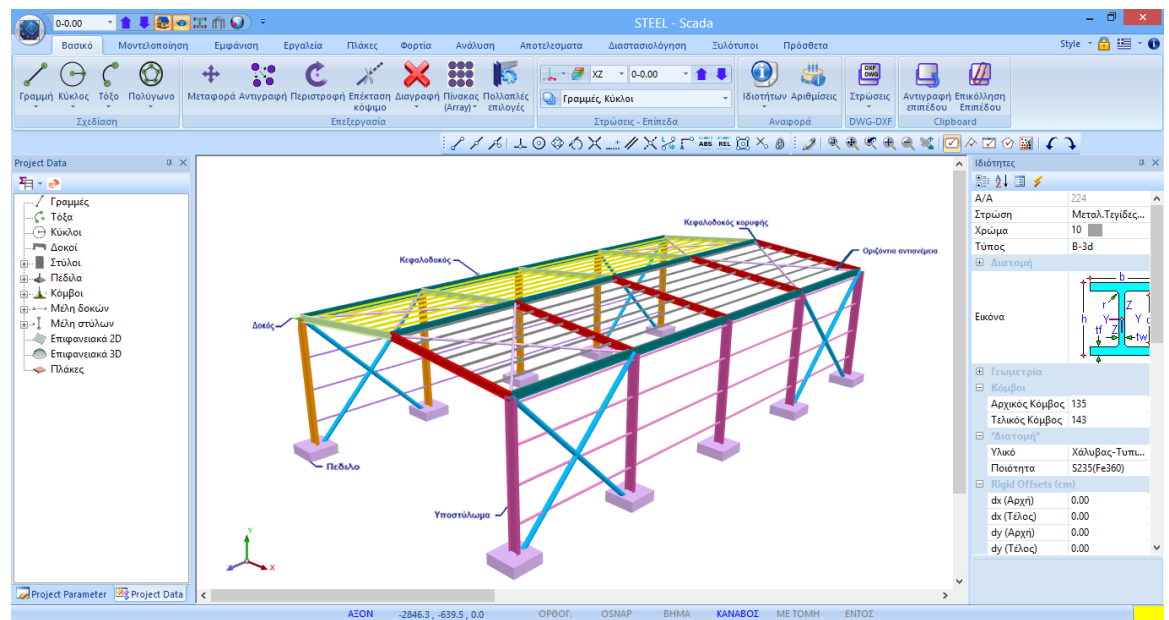 0-0.00
STEEL - Scada
Βασικό Μοντελοποίηση Εμφάνιση Εργαλεία Πλάκες Φορτία Ανάλυση Αποτελεσματα Διαστασιολόγηση Ξυλότυποι Πρόσθετα
Style
Γραμμή Κύκλος Τόξο Πολύγωνο
Μεταφορά Αντιγραφή Περιστροφή Επέκταση κόψιμο Διαγραφή Πίνακας (Array) Πολλαπλές επιλογές
XZ 0-0.00
Γραμμές, Κύκλοι
Ιδιοτήτων Αριθμίσεις
DXF
DWG
Στρώσεις
Αντιγραφή επιπέδου Επικόλληση Επιπέδου
Σχεδίαση Επεξεργασία Στρώσεις - Επίπεδα Αναφορά DWG-DXF Clipboard
ABS REL
Project Data
Γραμμές
Τόξα
Κύκλοι
Δοκοί
Στύλοι
Πέδιλα
Κόμβοι
Μέλη δοκών
Μέλη στύλων
Επιφανειακά 2D
Επιφανειακά 3D
Πλάκες
Project Parameter Project Data
Κεφαλοδοκός κορυφής
Κεφαλοδοκός
Οριζόντια αντιανέμεια
Δοκός
Πεδιλο
Υποστύλωμα
Y
X
Ιδιότητες
Α/Α 224
Στρώση Μεταλ.Τεγίδες...
Χρώμα 10
Τύπος B-3d
Διατομή
Εικόνα
b
r Z
h Y Y
tf Z tw
Γεωμετρία
Κόμβοι
Αρχικός Κόμβος 135
Τελικός Κόμβος 143
"Διατομή"
Υλικό Χάλυβας-Τυπι...
Ποιότητα S235(Fe360)
Rigid Offsets (cm)
dx (Αρχή) 0.00
dx (Τέλος) 0.00
dy (Αρχή) 0.00
dy (Τέλος) 0.00
ΑΞΟΝ -2846.3 , -639.5 , 0.0 ΟΡΘΟΓ. OSNAP ΒΗΜΑ ΚΑΝΑΒΟΣ ΜΕ ΤΟΜΗ ΕΝΤΟΣ